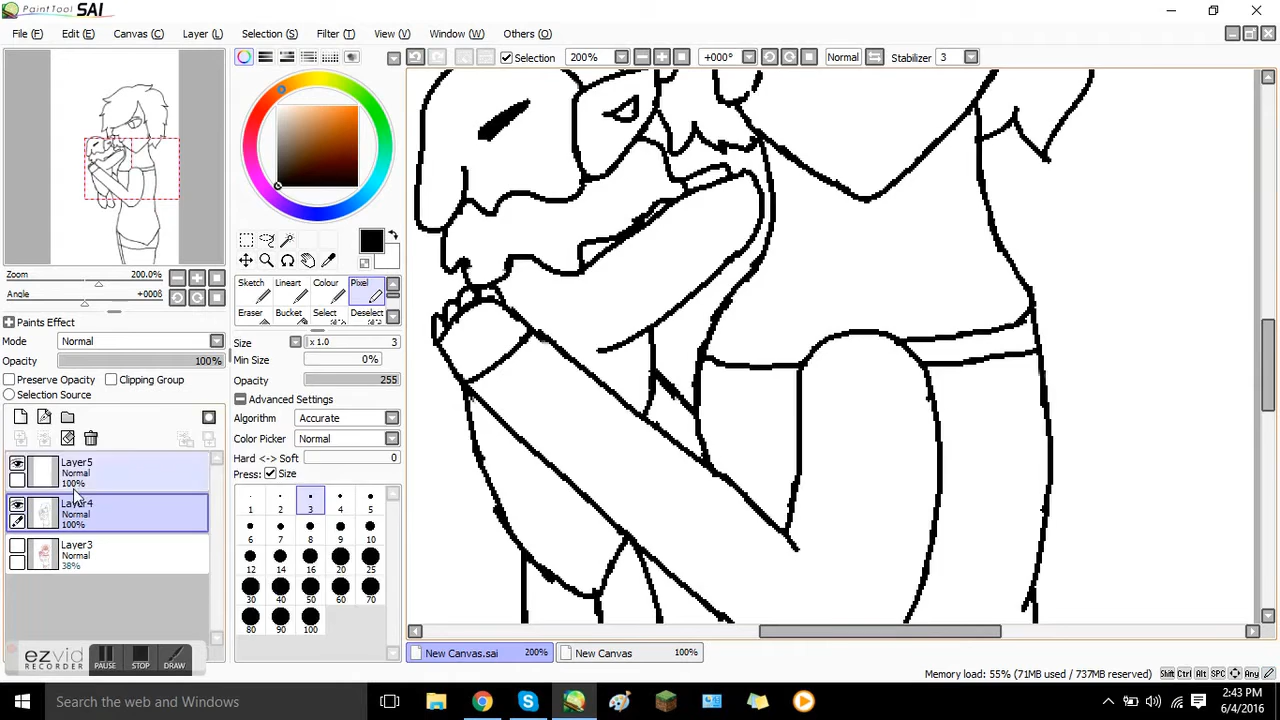 PaintTool SAI
File (F) Edit (E) Canvas (C) Layer (L) Selection (S) Filter (T) View (V) Window (W) Others (O)
Selection 200% +000° Normal Stabilizer 3
Zoom 200.0%
Angle +000θ
Paints Effect
Mode Normal
Opacity 100%
Preserve Opacity Clipping Group
Selection Source
Layer5
Normal
100%
Layer4
Normal
100%
Layer3
Normal
38%
Sketch Lineart Colour Pixel
Eraser Bucket Select Deselect
Size x 1.0 3
Min Size 0%
Opacity 255
Advanced Settings
Algorithm Accurate
Color Picker Normal
Hard <-> Soft 0
Press: Size
1 2 3 4 5
6 7 8 9 10
12 14 16 20 25
30 40 50 60 70
80 90 100
New Canvas.sai 200% New Canvas 100%
Memory load: 55% (71MB used / 737MB reserved) Shift Ctrl Alt SPC Any
ezvid
RECORDER
PAUSE STOP DRAW
Search the web and Windows
2:43 PM
6/4/2016